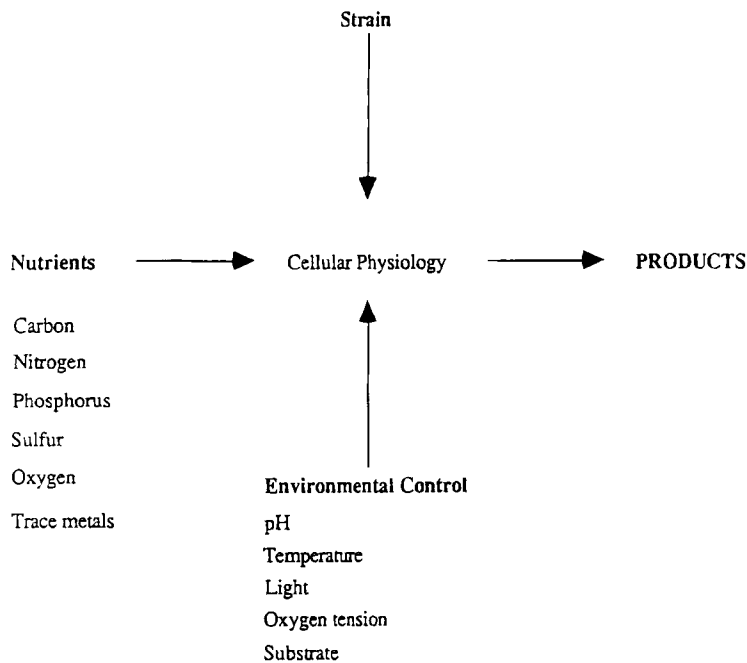 Strain
Nutrients
Cellular Physiology
PRODUCTS
Carbon
Nitrogen
Phosphorus
Sulfur
Oxygen
Trace metals
Environmental Control
pH
Temperature
Light
Oxygen tension
Substrate